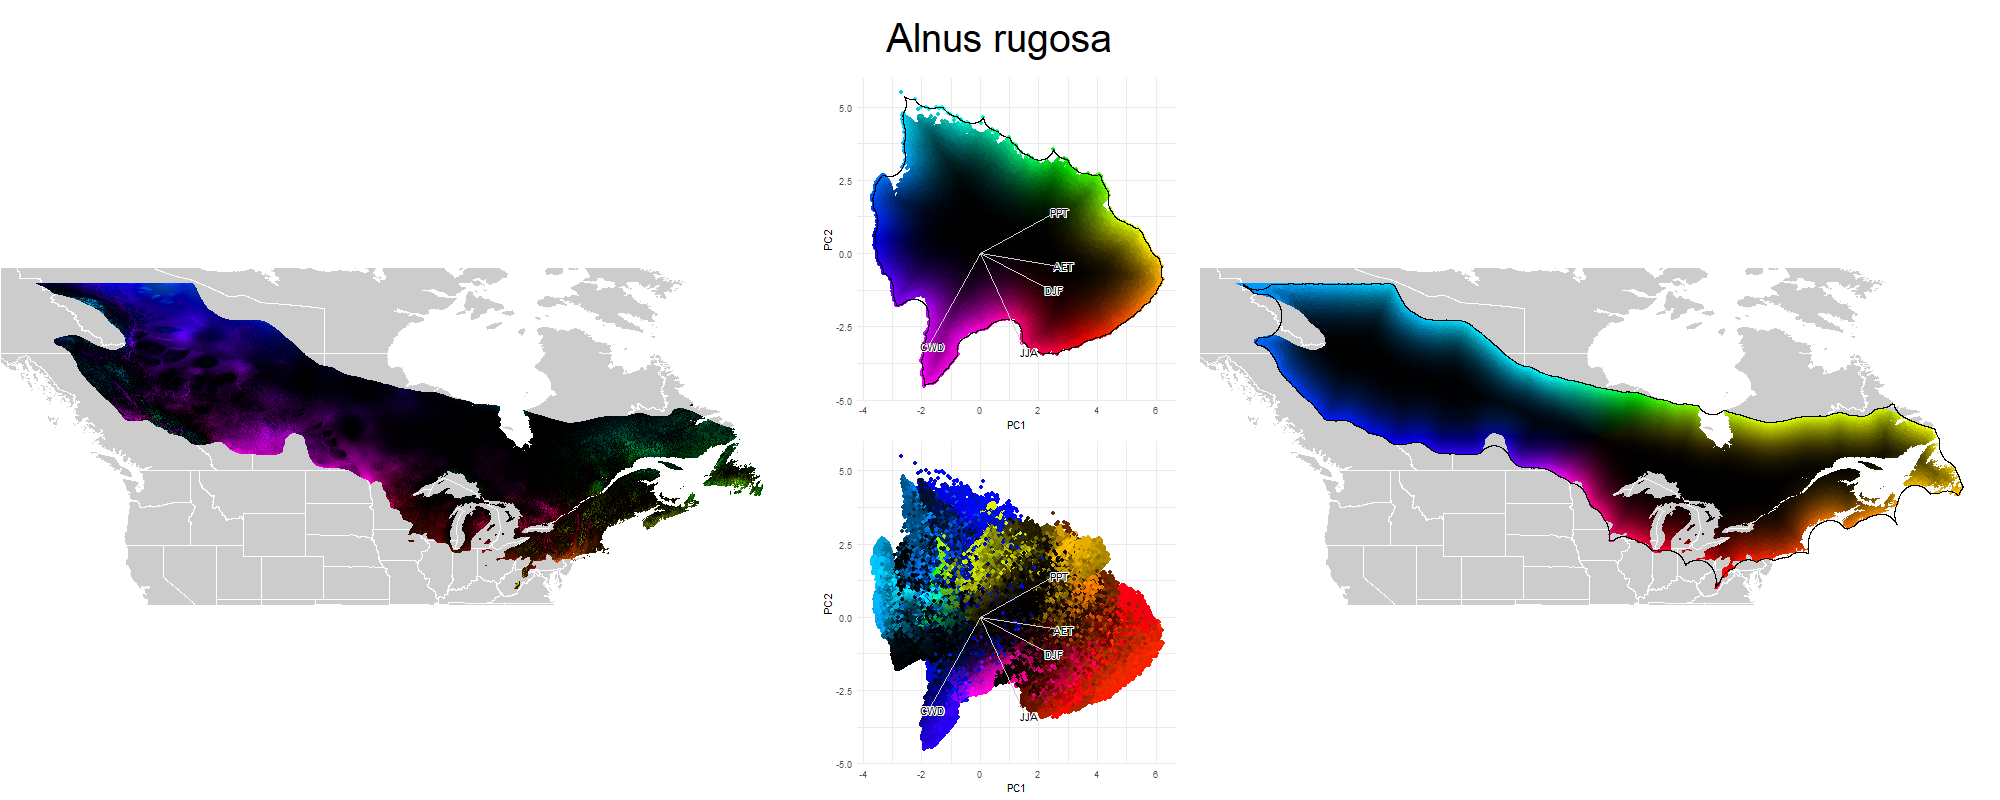 Alnus rugosa
5.0
2.5
0.0
-2.5
-5.0
PC2
PPT
AET
DJF
CWD
JJA
-4 -2 0 2 4 6
PC1
5.0
2.5
0.0
-2.5
-5.0
PC2
PPT
AET
DJF
CWD
JJA
-4 -2 0 2 4 6
PC1